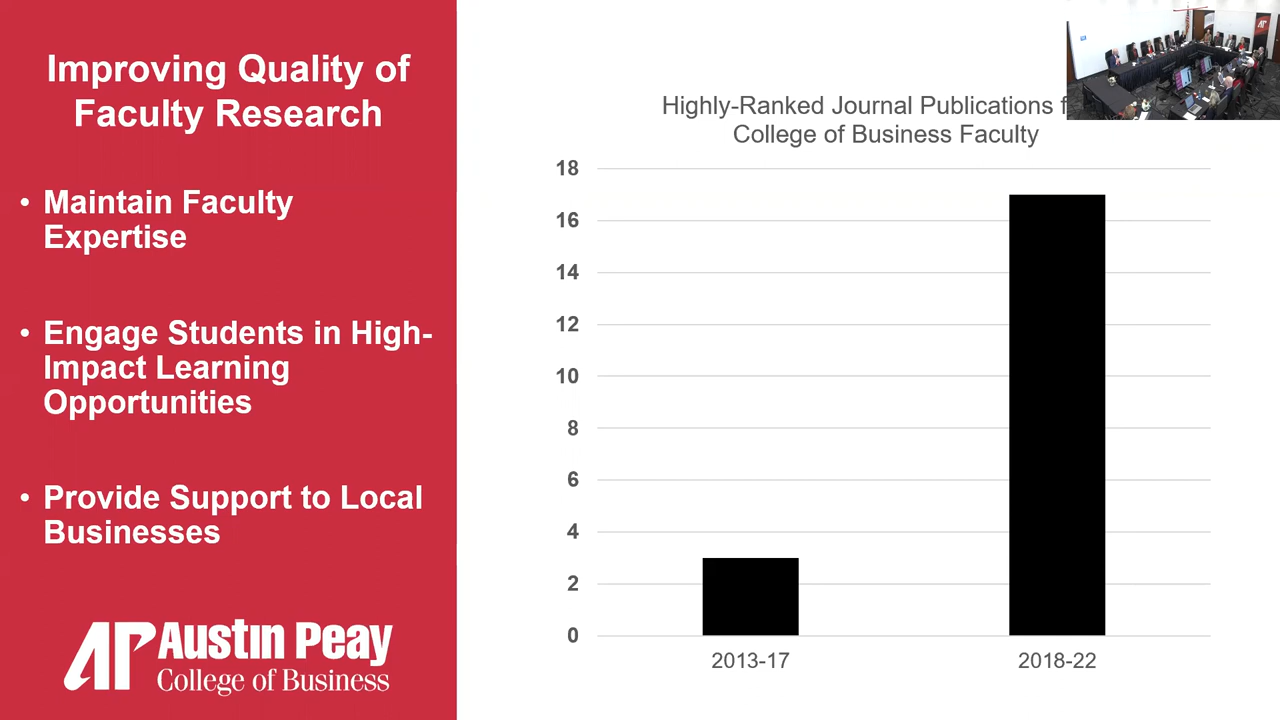 Improving Quality of
Faculty Research
• Maintain Faculty
Expertise
• Engage Students in High-
Impact Learning
Opportunities
• Provide Support to Local
Businesses
AP Austin Peay
College of Business
Highly-Ranked Journal Publications
College of Business Faculty
18
16
14
12
10
8
6
4
2
0
2013-17
2018-22